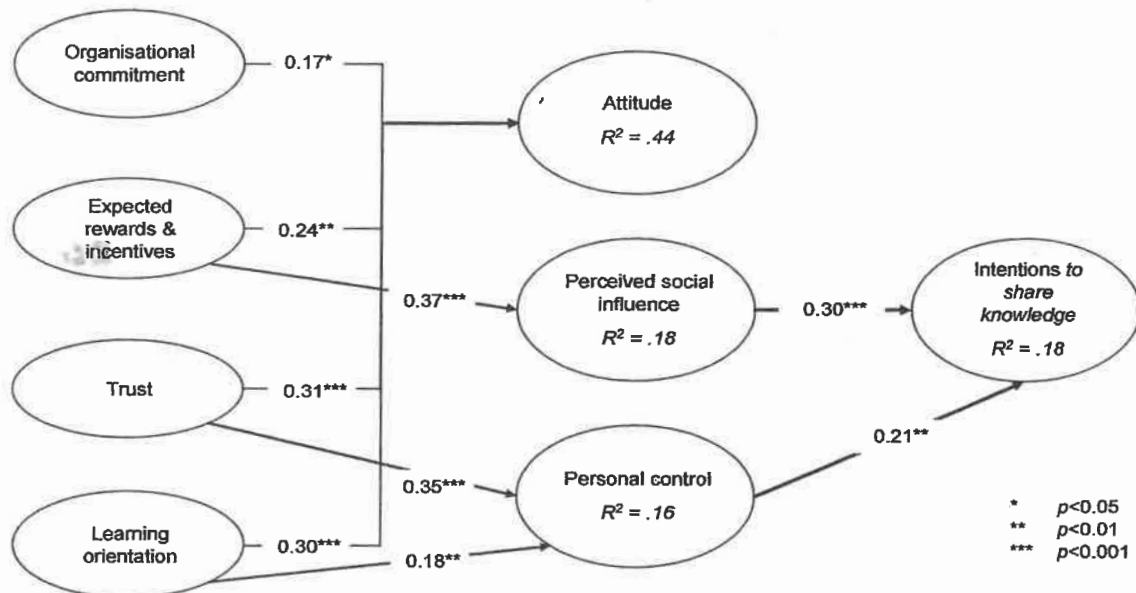 Organisational
commitment
0.17*
Attitude
R² = .44
Expected
rewards &
incentives
0.24**
0.37***
Perceived social
influence
R² = .18
0.30***
Intentions to
share
knowledge
R² = .18
Trust
0.31***
0.35***
0.21**
Personal control
R² = .16
Learning
orientation
0.30***
0.18**
* p<0.05
** p<0.01
*** p<0.001